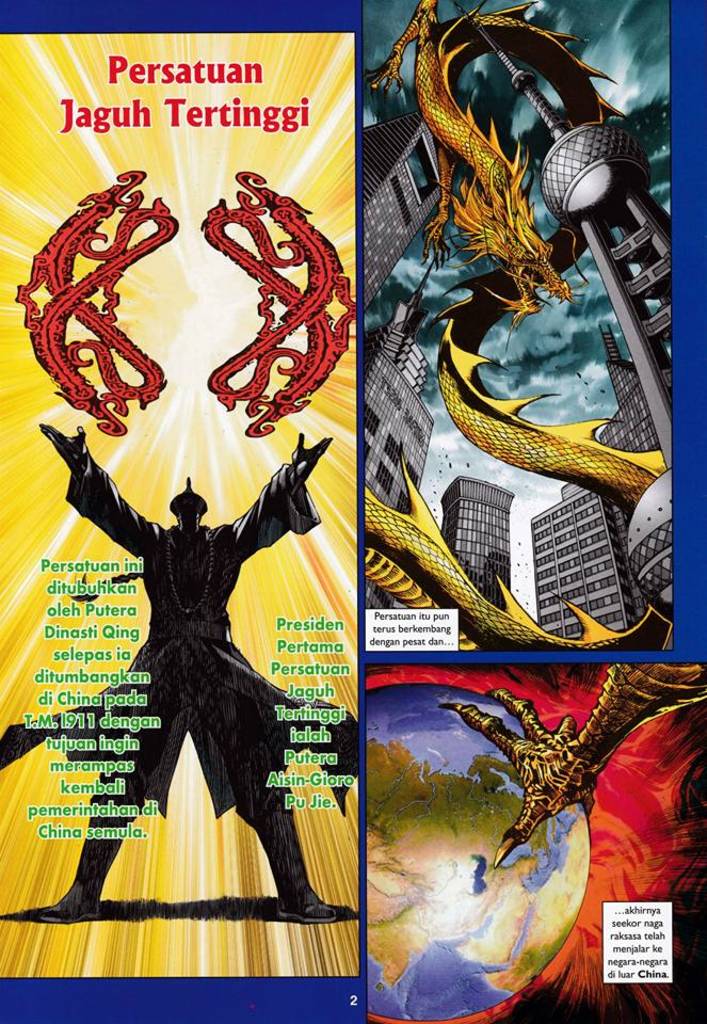 Persatuan
Jaguh Tertinggi
Persatuan ini
ditubuhkan
oleh Putera
Dinasti Qing
selepas ia
ditumbangkan
di China pada
T.M. 1911 dengan
tujuan ingin
merampas
kembali
pemerintahan di
China semula.
Presiden
Pertama
Persatuan
Jaguh
Tertinggi
ialah
Putera
Aisin-Gioro
Pu Jie.
Persatuan itu pun
terus berkembang
dengan pesat dan...
...akhirnya
seekor naga
raksasa telah
menjalar ke
negara-negara
di luar China.
2